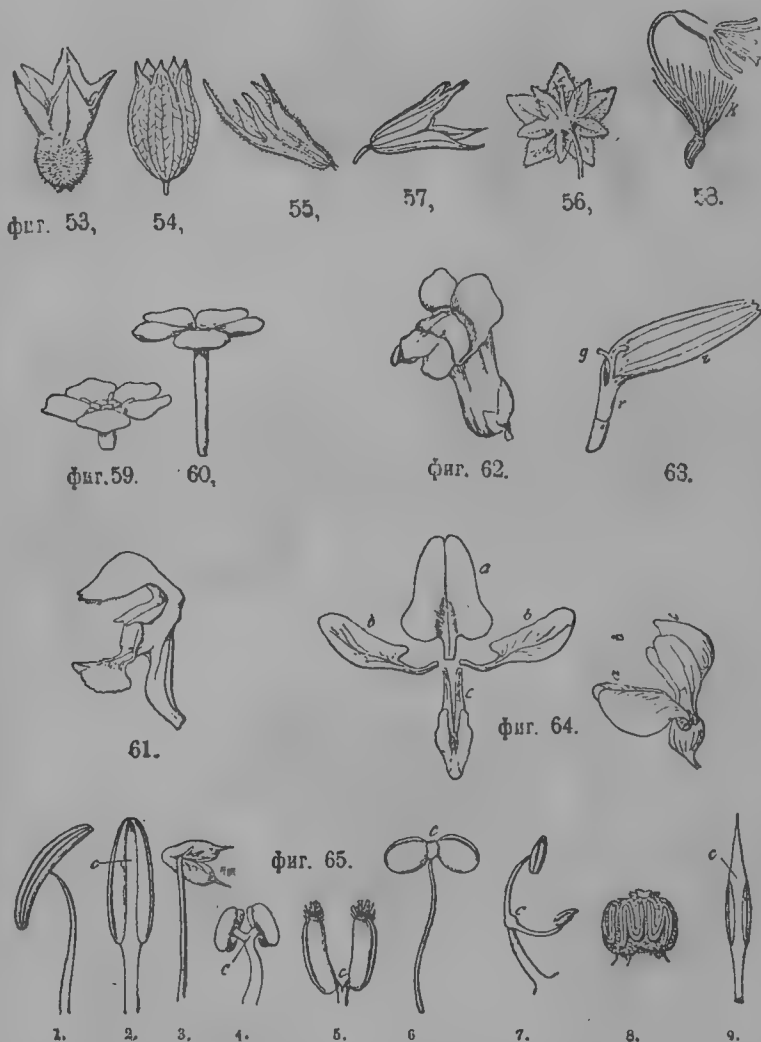 k
фиг. 53, 54, 55, 57, 56, 58.
g z r
фиг.59. 60, фиг. 62. 63.
a
b b
c
61. фиг. 64.
фиг. 65.
c c c c c c
1. 2. 3. 4. 5. 6 7. 8. 9.